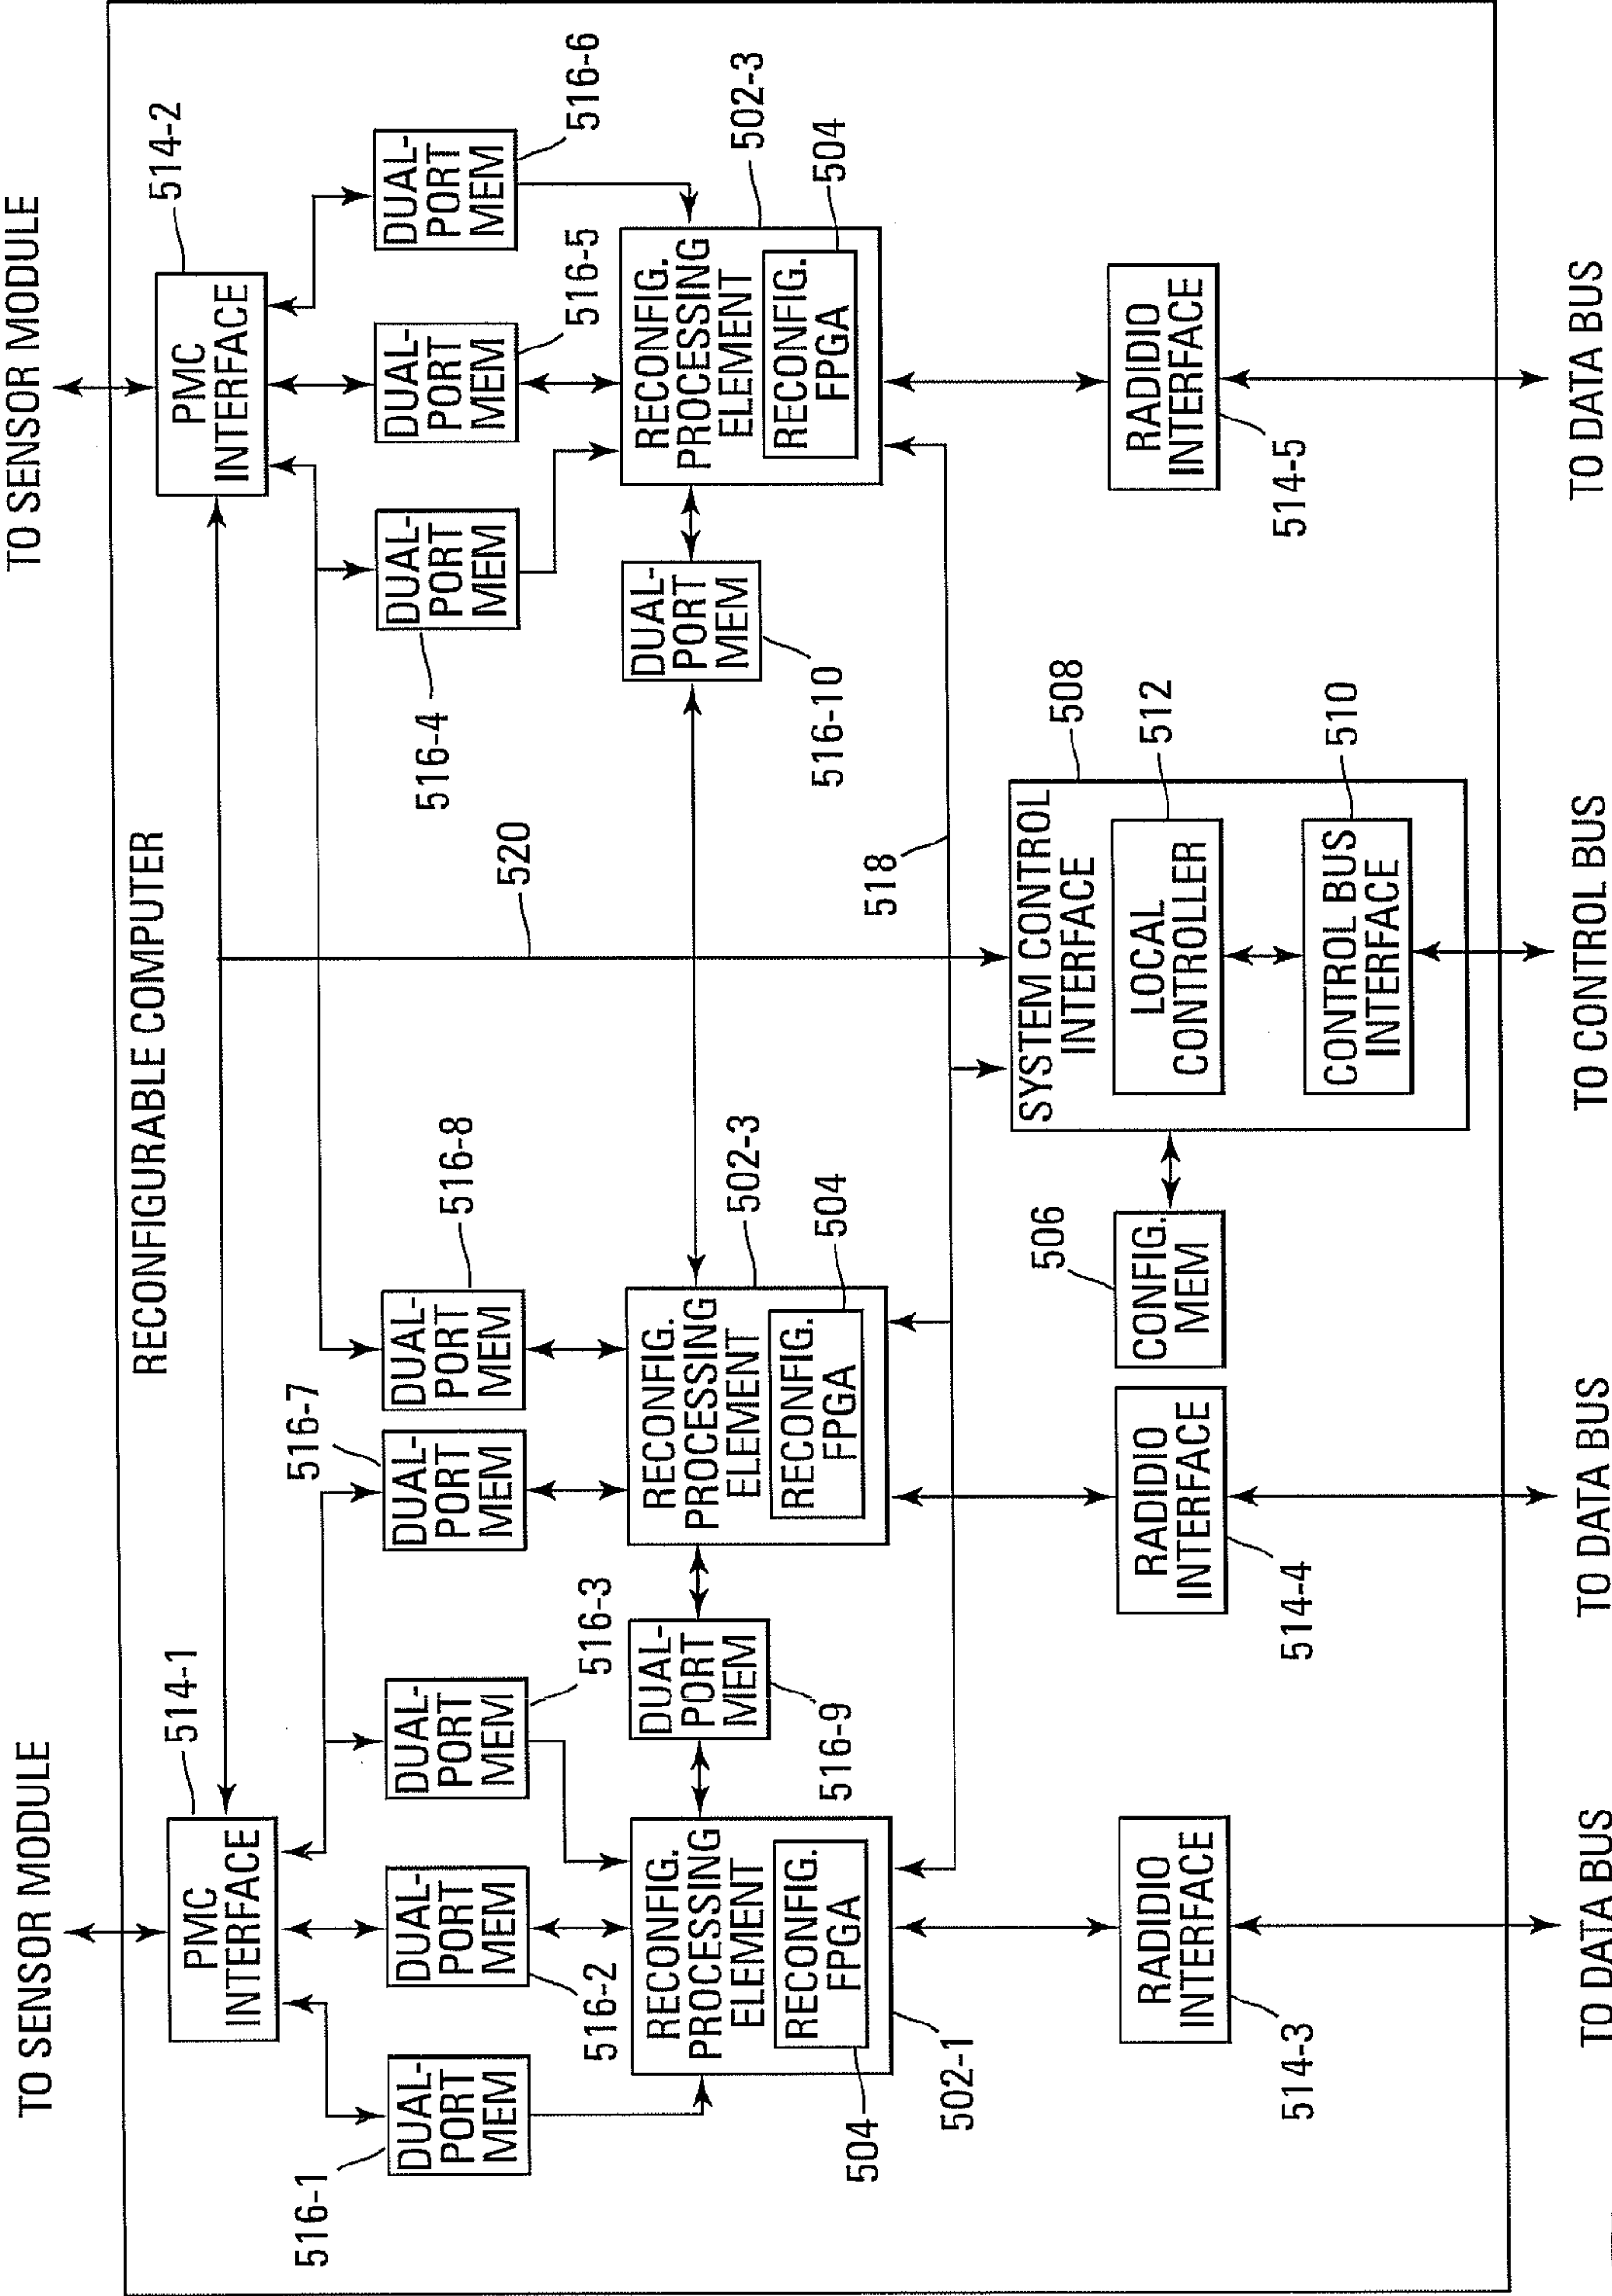 TO SENSOR MODULE
TO SENSOR MODULE
RECONFIGURABLE COMPUTER
514-1
514-2
PMC
INTERFACE
PMC
INTERFACE
520
516-1
DUAL-
PORT
MEM
DUAL-
PORT
MEM
516-2
DUAL-
PORT
MEM
516-3
516-7
DUAL-
PORT
MEM
DUAL-
PORT
MEM
516-8
DUAL-
PORT
MEM
516-4
DUAL-
PORT
MEM
516-5
DUAL-
PORT
MEM
516-6
RECONFIG.
PROCESSING
ELEMENT
RECONFIG.
FPGA
504
502-1
DUAL-
PORT
MEM
516-9
RECONFIG.
PROCESSING
ELEMENT
RECONFIG.
FPGA
502-3
504
DUAL-
PORT
MEM
516-10
RECONFIG.
PROCESSING
ELEMENT
RECONFIG.
FPGA
502-3
504
518
RADIDIO
INTERFACE
514-3
RADIDIO
INTERFACE
514-4
506
CONFIG.
MEM
SYSTEM CONTROL
INTERFACE
508
LOCAL
CONTROLLER
512
CONTROL BUS
INTERFACE
510
RADIDIO
INTERFACE
514-5
TO DATA BUS
TO DATA BUS
TO CONTROL BUS
TO DATA BUS